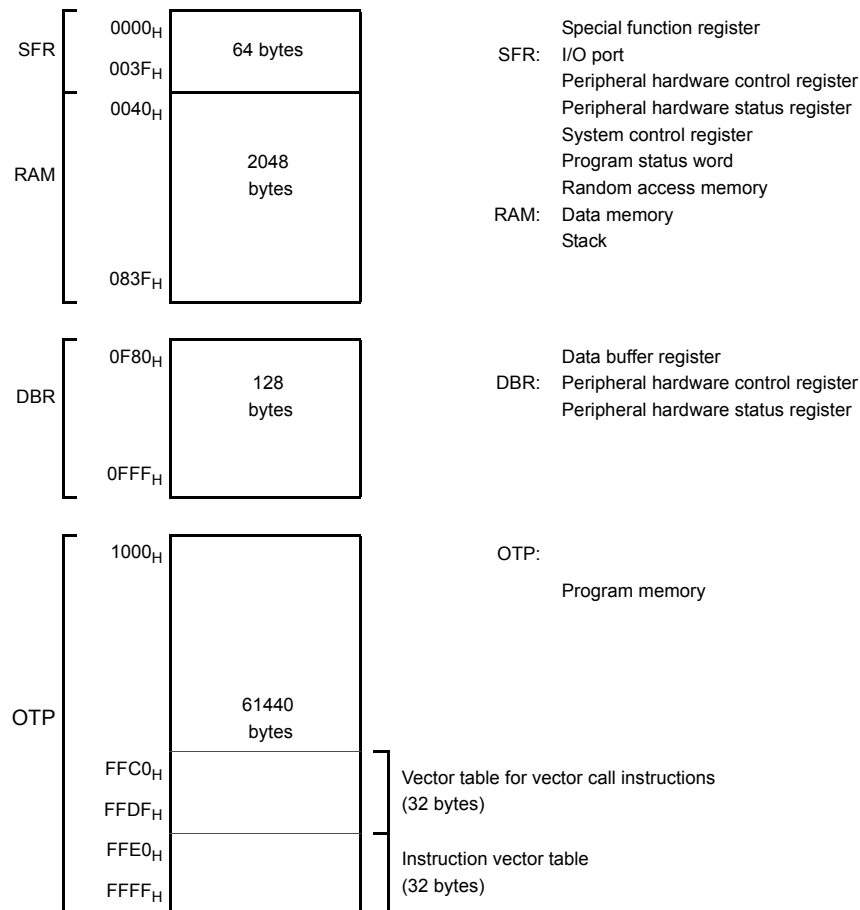 0000H Special function register
SFR 64 bytes SFR: I/O port
003FH Peripheral hardware control register
0040H Peripheral hardware status register
System control register
2048 Program status word
RAM bytes Random access memory
RAM: Data memory
Stack
083FH
0F80H Data buffer register
128 DBR: Peripheral hardware control register
DBR bytes Peripheral hardware status register
0FFFH
1000H OTP:
Program memory
61440
OTP bytes
FFC0H Vector table for vector call instructions
FFDFH (32 bytes)
FFE0H Instruction vector table
FFFFH (32 bytes)